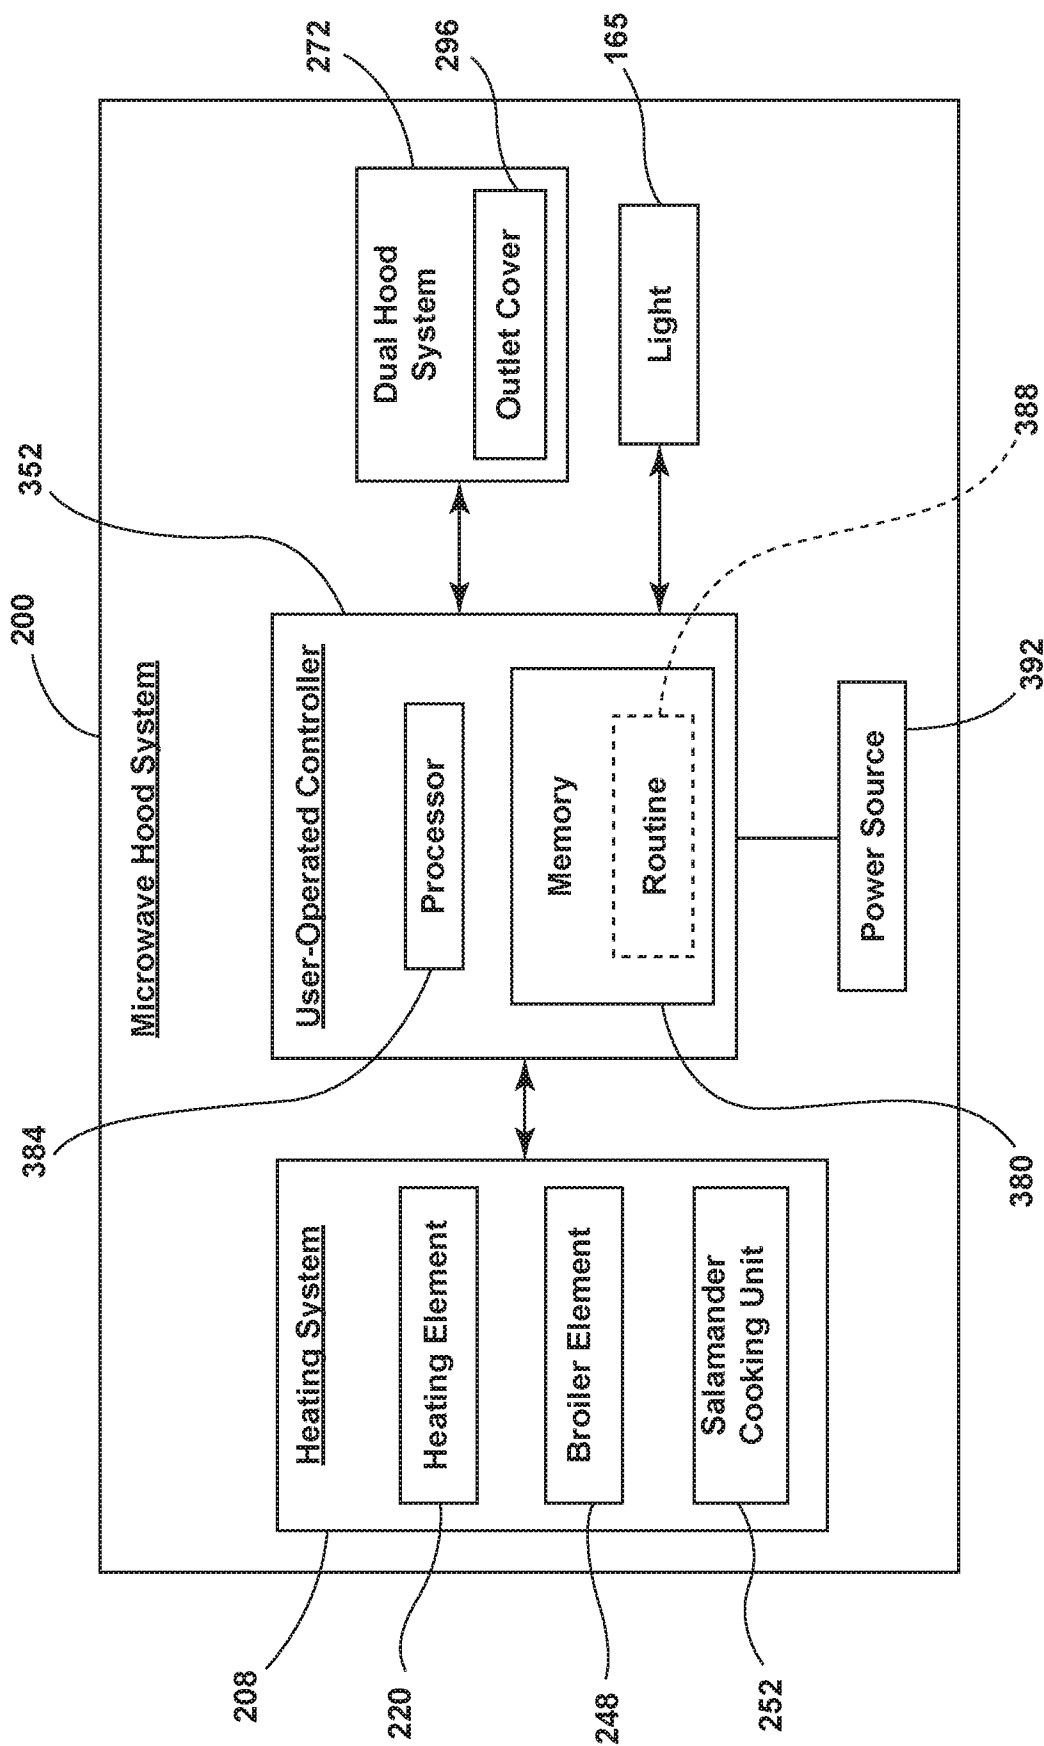 200
Microwave Hood System
208
Heating System
220
Heating Element
248
Broiler Element
252
Salamander
Cooking Unit
352
User-Operated Controller
384
Processor
380
Memory
388
Routine
392
Power Source
272
Dual Hood
System
296
Outlet Cover
165
Light